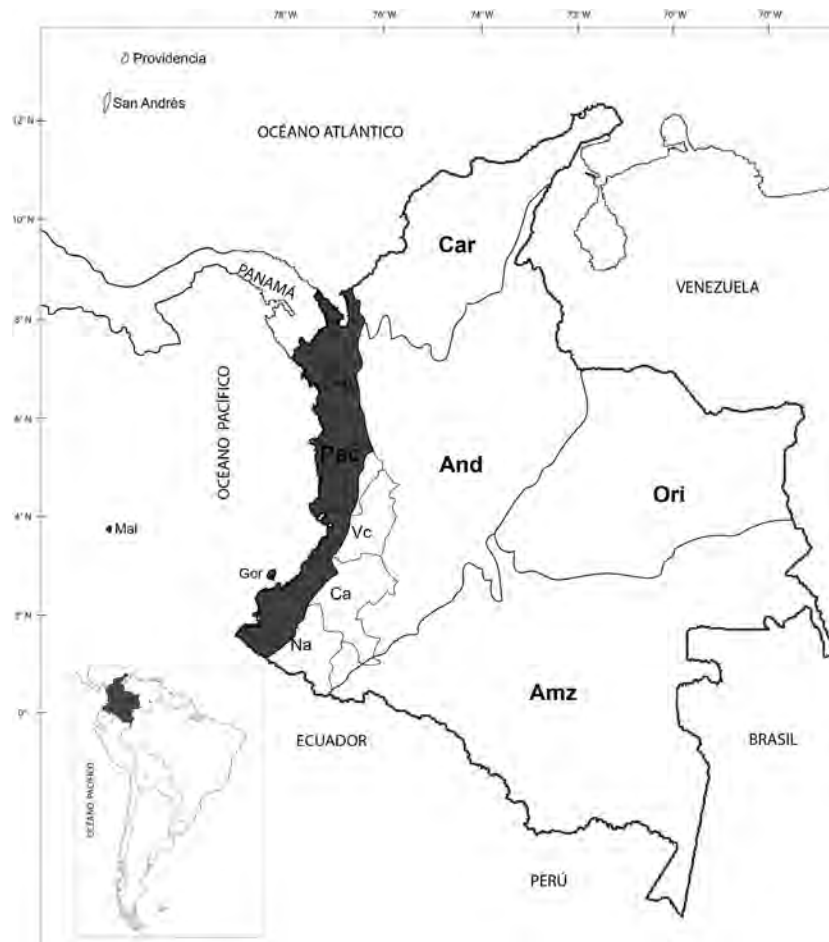 78° W 76° W 74° W 72° W 70° W
Providencia
San Andrés
12° N
OCÉANO ATLÁNTICO
10° N
Car
PANAMÁ
VENEZUELA
8° N
OCÉANO PACÍFICO
6° N
Pac
And
Ori
4° N
Mal
Vc
Gor
Ca
2° N
Na
Amz
0°
ECUADOR
BRASIL
OCÉANO PACÍFICO
PERÚ